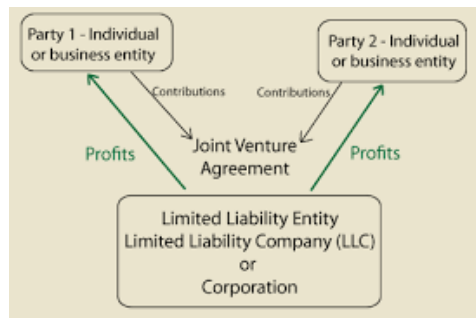 Party 1 - Individual
or business entity
Party 2 - Individual
or business entity
Contributions
Contributions
Joint Venture
Agreement
Profits
Profits
Limited Liability Entity
Limited Liability Company (LLC)
or
Corporation